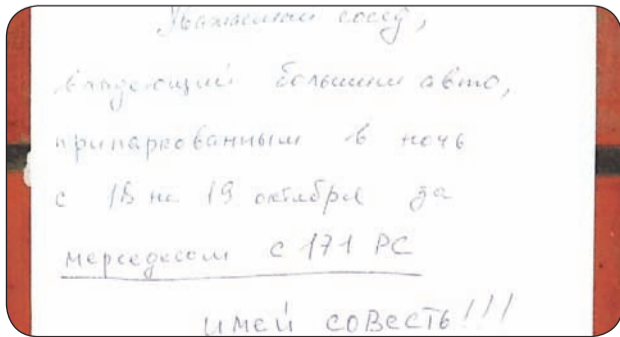 Уважаемый сосед,
владеющий большим авто,
припаркованным в ночь
с 18 на 19 октября за
мерседесом с 171 РС
имей совесть!!!